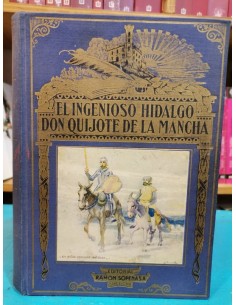 EL INGENIOSO HIDALGO
DON QUIJOTE DE LA MANCHA
EDITORIAL
RAMON SOPENA S.A.